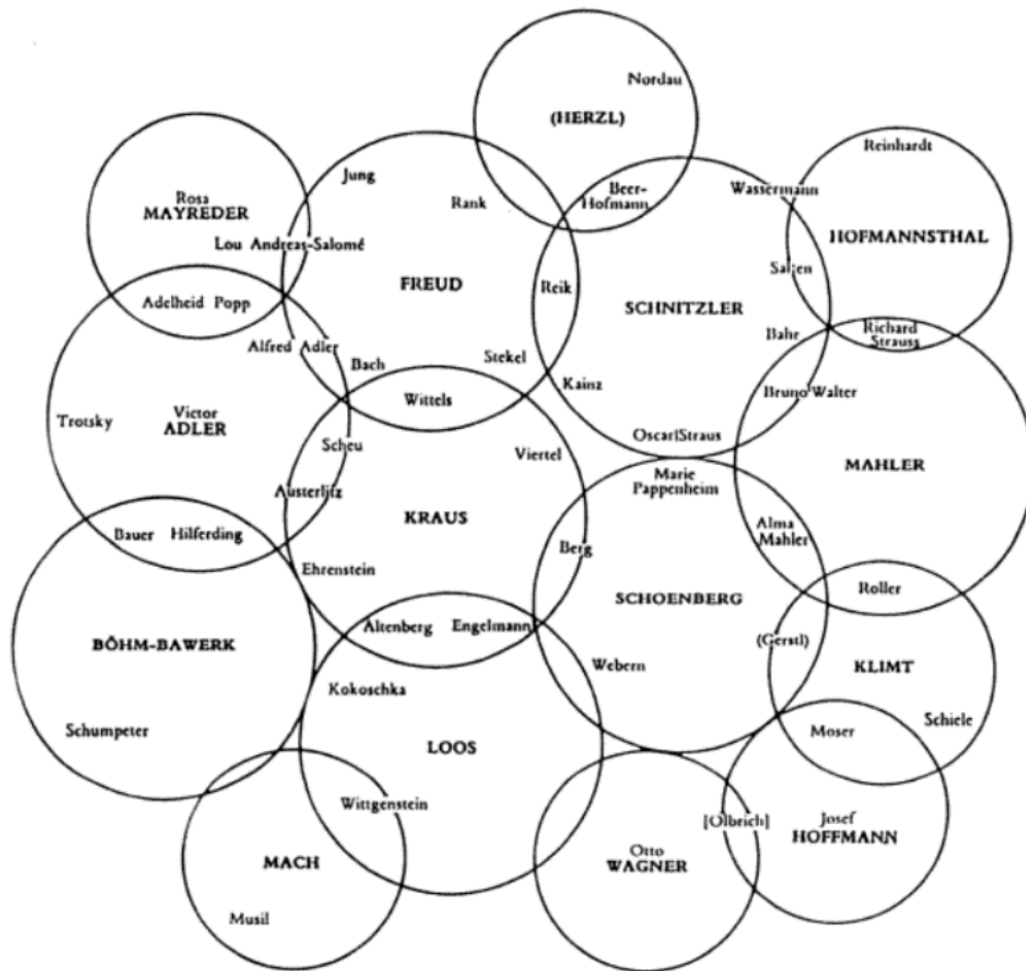 Nordau
(HERZL)
Reinhardt
Jung
Beer-
Hofmann
Wassermann
Rosa
MAYREDER
Rank
HOFMANNSTHAL
Lou Andreas-Salomé
Salten
FREUD
Reik
SCHNITZLER
Adelheid Popp
Richard
Strauss
Bahr
Alfred Adler
Bach
Stekel
Kainz
Bruno Walter
Wittels
Trotsky
Victor
ADLER
Scheu
Viertel
Oscar Straus
MAHLER
Marie
Pappenheim
Austerlitz
KRAUS
Alma
Mahler
Bauer Hilferding
Berg
Ehrenstein
Roller
SCHOENBERG
Altenberg Engelmann
(Gerstl)
BÖHM-BAWERK
Webern
KLIMT
Kokoschka
Schumpeter
Schiele
Moser
LOOS
Wittgenstein
[Olbrich]
Josef
HOFFMANN
Otto
WAGNER
MACH
Musil